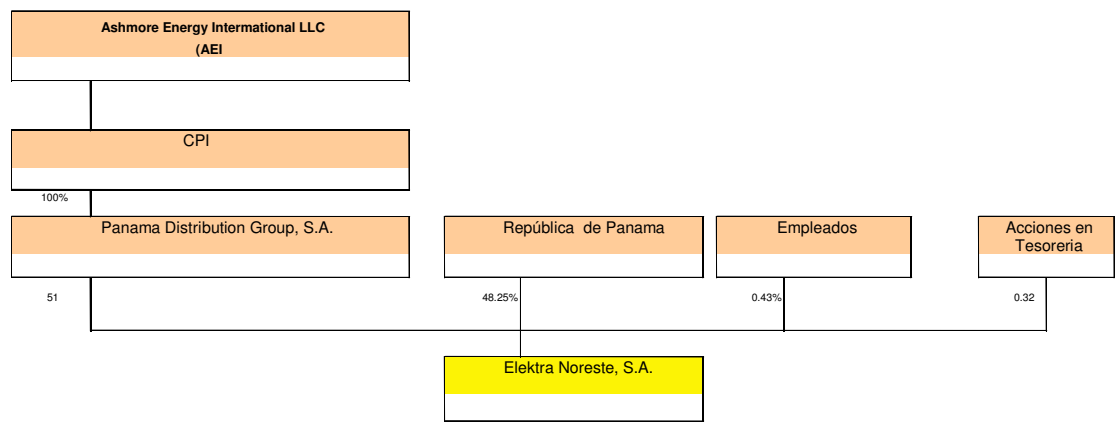 Ashmore Energy Intermational LLC
(AEI
CPI
100%
Panama Distribution Group, S.A.
República de Panama
Empleados
Acciones en
Tesoreria
51
48.25%
0.43%
0.32
Elektra Noreste, S.A.